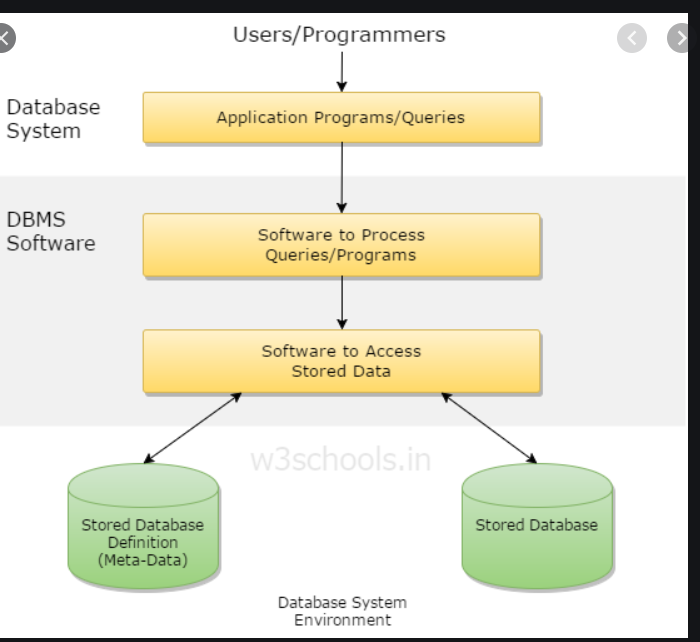 Users/Programmers
Database
System
Application Programs/Queries
DBMS
Software
Software to Process
Queries/Programs
Software to Access
Stored Data
w3schools.in
Stored Database
Definition
(Meta-Data)
Stored Database
Database System
Environment